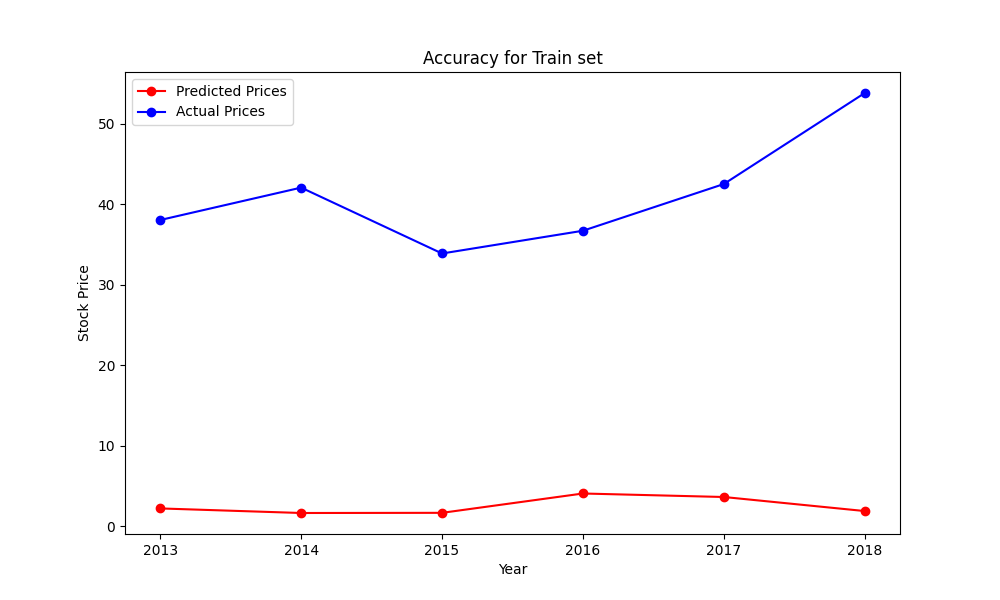 Accuracy for Train set
Predicted Prices
Actual Prices
Stock Price
50
40
30
20
10
0
2013 2014 2015 2016 2017 2018
Year